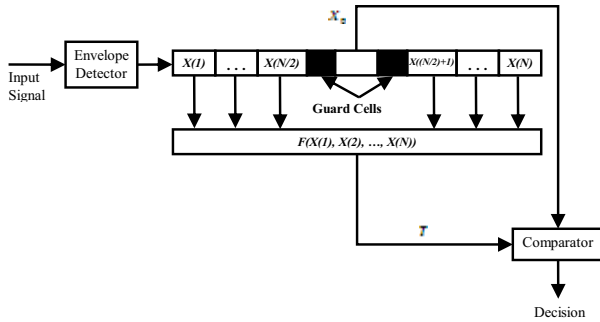 X₀
Envelope
Detector
Input
Signal
X(1) ... X(N/2) X((N/2)+1) ... X(N)
Guard Cells
F(X(1), X(2), ..., X(N))
T
Comparator
Decision